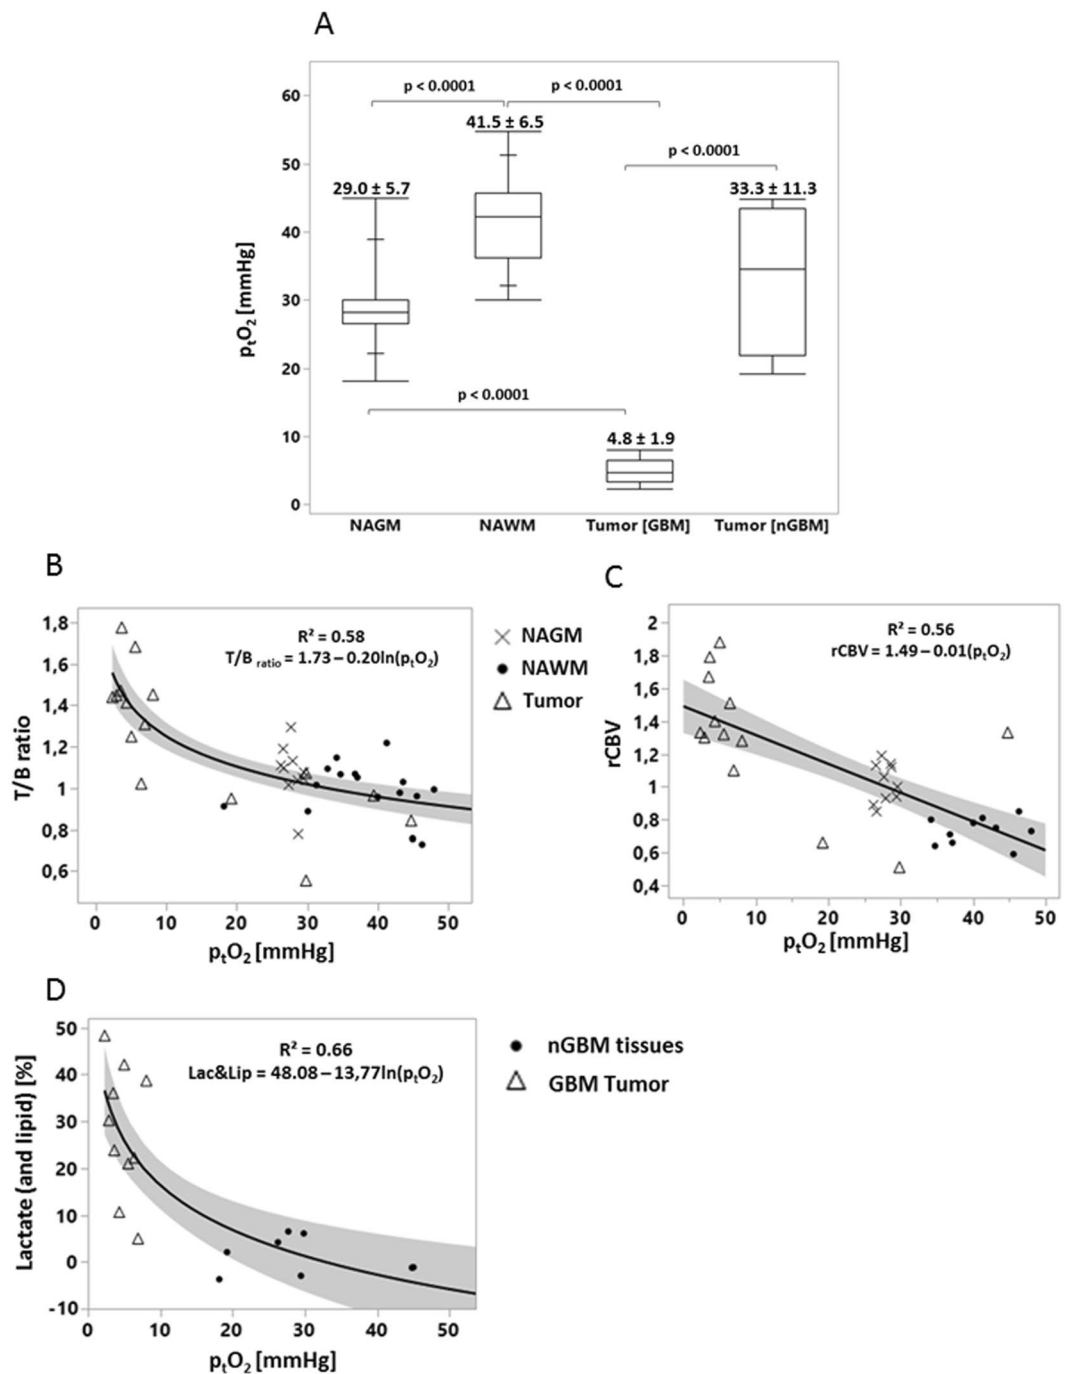 A
p < 0.0001 p < 0.0001
41.5 ± 6.5
p < 0.0001
29.0 ± 5.7 33.3 ± 11.3
p < 0.0001
4.8 ± 1.9
60
50
40
30
20
10
0
pₜO₂ [mmHg]
NAGM NAWM Tumor [GBM] Tumor [nGBM]
B
R² = 0.58
T/B ratio = 1.73 – 0.20ln(pₜO₂)
1,8
1,6
1,4
1,2
1
0,8
0,6
T/B ratio
0 10 20 30 40 50
pₜO₂ [mmHg]
NAGM
NAWM
Tumor
C
R² = 0.56
rCBV = 1.49 – 0.01(pₜO₂)
2
1,8
1,6
1,4
1,2
1
0,8
0,6
0,4
rCBV
0 10 20 30 40 50
pₜO₂ [mmHg]
D
R² = 0.66
Lac&Lip = 48.08 – 13,77ln(pₜO₂)
50
40
30
20
10
0
-10
Lactate (and lipid) [%]
0 10 20 30 40 50
pₜO₂ [mmHg]
nGBM tissues
GBM Tumor